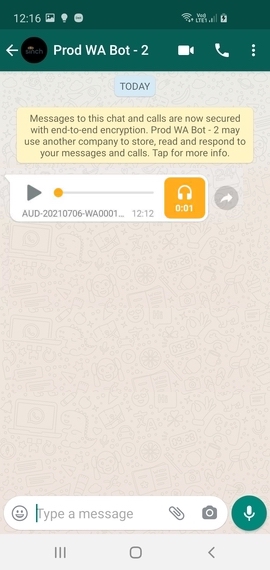 12:16
Prod WA Bot - 2
TODAY
Messages to this chat and calls are now secured
with end-to-end encryption. Prod WA Bot - 2 may
use another company to store, read and respond to
your messages and calls. Tap for more info.
AUD-20210706-WA0001... 12:12
0:01
Type a message